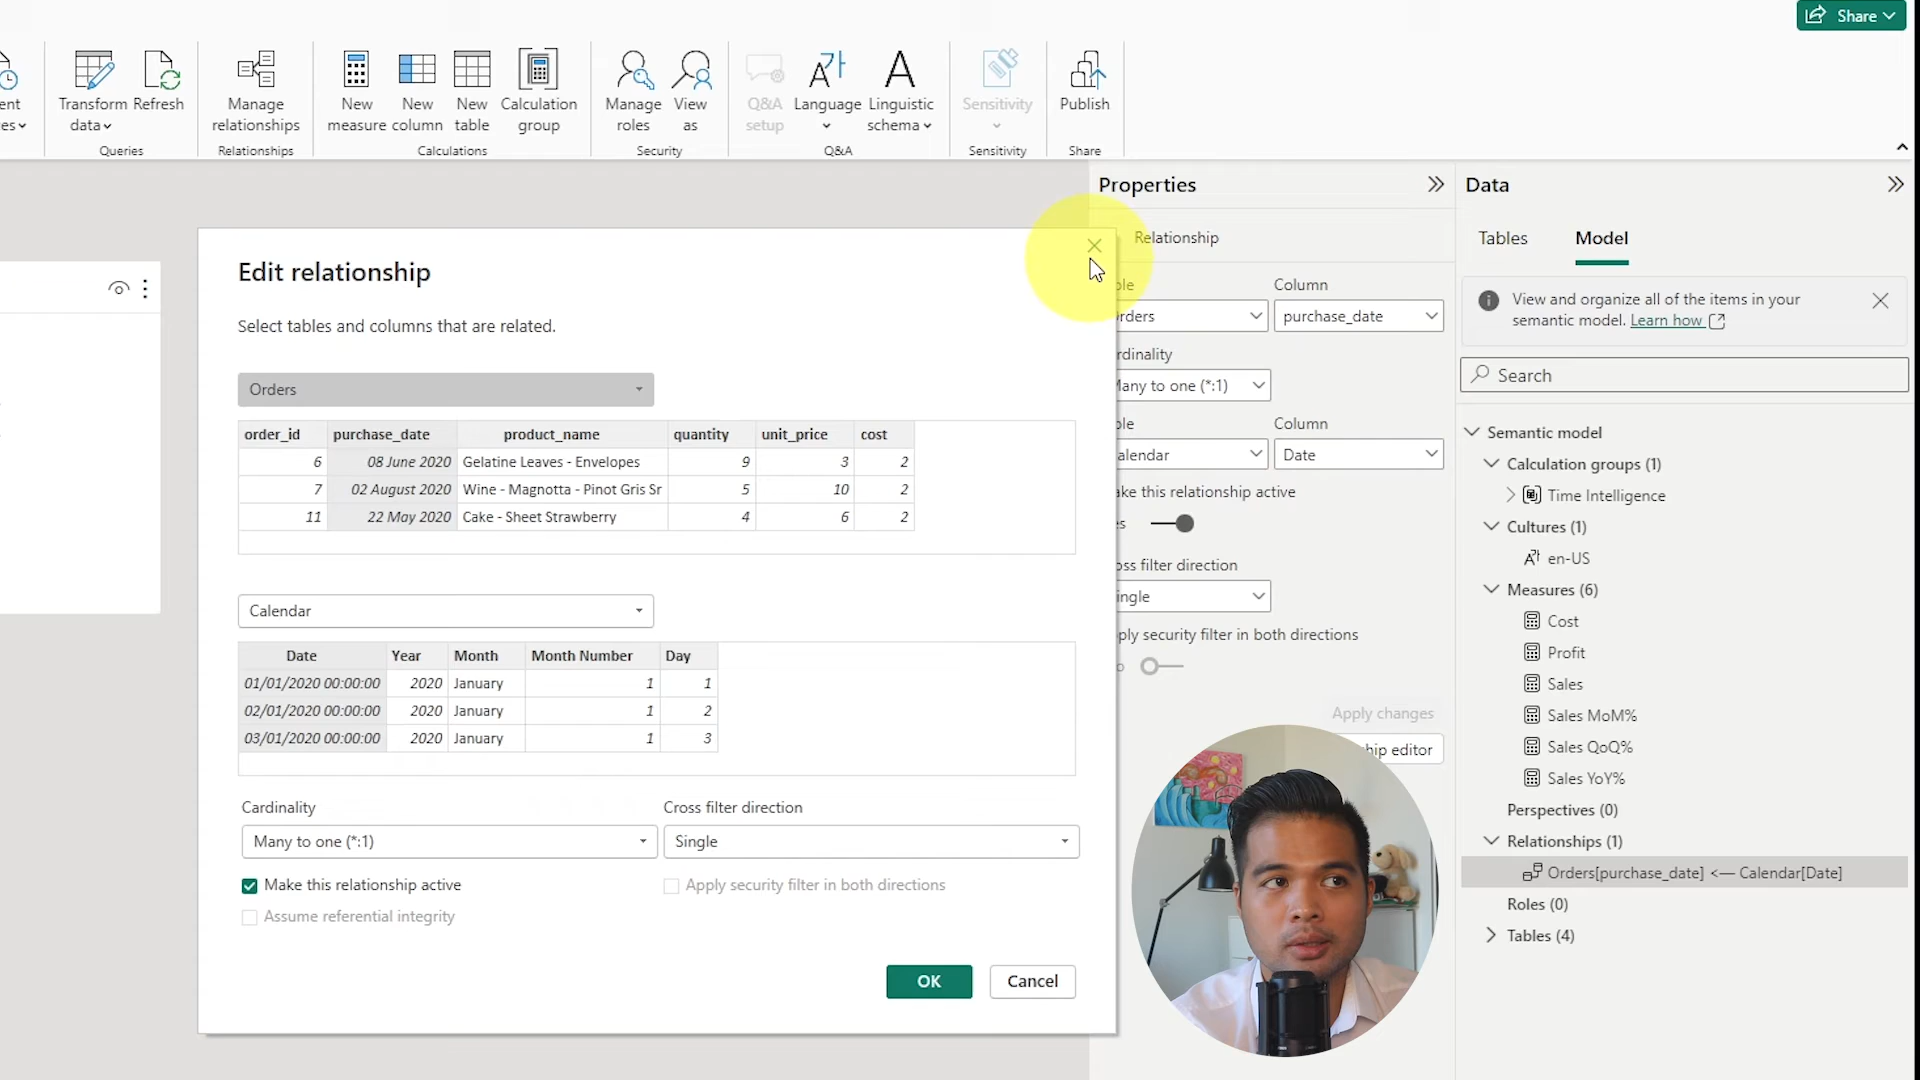 Share
ent
es
Transform
data
Refresh
Queries
Manage
relationships
Relationships
New
measure
New
column
New
table
Calculation
group
Calculations
Manage
roles
View
as
Security
Q&A
setup
Language
Linguistic
schema
Q&A
Sensitivity
Sensitivity
Publish
Share
Properties
Relationship
ble
Column
rders
purchase_date
rdinality
Many to one (*:1)
ble
Column
alendar
Date
ake this relationship active
es
oss filter direction
ingle
ply security filter in both directions
o
Apply changes
hip editor
Data
Tables
Model
View and organize all of the items in your
semantic model. Learn how
Search
Semantic model
Calculation groups (1)
Time Intelligence
Cultures (1)
en-US
Measures (6)
Cost
Profit
Sales
Sales MoM%
Sales QoQ%
Sales YoY%
Perspectives (0)
Relationships (1)
Orders[purchase_date] <— Calendar[Date]
Roles (0)
Tables (4)
Edit relationship
Select tables and columns that are related.
Orders
order_id purchase_date product_name quantity unit_price cost
6 08 June 2020 Gelatine Leaves - Envelopes 9 3 2
7 02 August 2020 Wine - Magnotta - Pinot Gris Sr 5 10 2
11 22 May 2020 Cake - Sheet Strawberry 4 6 2
Calendar
Date Year Month Month Number Day
01/01/2020 00:00:00 2020 January 1 1
02/01/2020 00:00:00 2020 January 1 2
03/01/2020 00:00:00 2020 January 1 3
Cardinality
Many to one (*:1)
Cross filter direction
Single
Make this relationship active
Apply security filter in both directions
Assume referential integrity
OK
Cancel